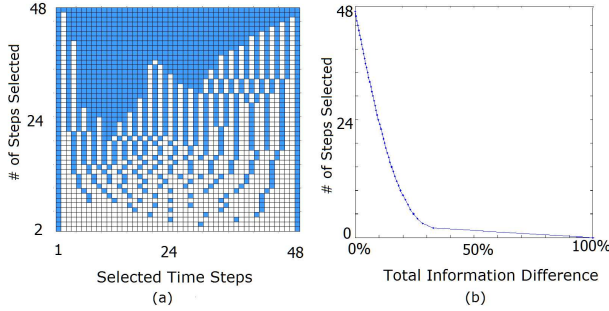 48
24
2
# of Steps Selected
1
24
48
Selected Time Steps
(a)
48
24
0
# of Steps Selected
0%
50%
100%
Total Information Difference
(b)